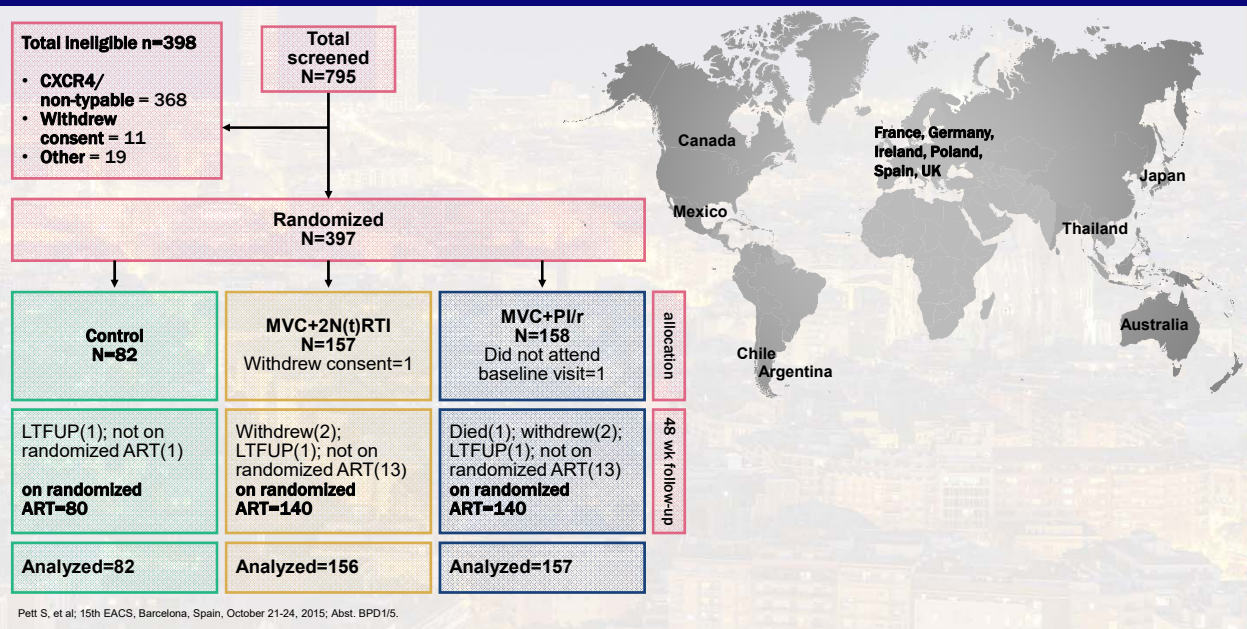 Total ineligible n=398
• CXCR4/
non-typable = 368
• Withdrew
consent = 11
• Other = 19
Total
screened
N=795
Randomized
N=397
Control
N=82
MVC+2N(t)RTI
N=157
Withdrew consent=1
MVC+PI/r
N=158
Did not attend
baseline visit=1
allocation
LTFUP(1); not on
randomized ART(1)
on randomized
ART=80
Withdrew(2);
LTFUP(1); not on
randomized ART(13)
on randomized
ART=140
Died(1); withdrew(2);
LTFUP(1); not on
randomized ART(13)
on randomized
ART=140
48 wk follow-up
Analyzed=82
Analyzed=156
Analyzed=157
Canada
France, Germany,
Ireland, Poland,
Spain, UK
Japan
Mexico
Thailand
Australia
Chile
Argentina
Pett S, et al; 15th EACS, Barcelona, Spain, October 21-24, 2015; Abst. BPD1/5.